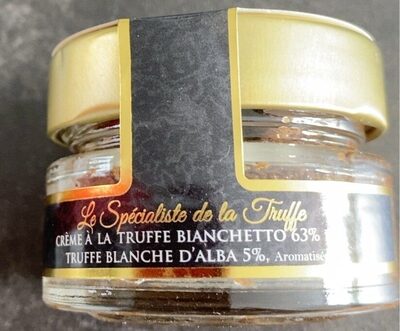 Le Spécialiste de la Truffe
CRÈME À LA TRUFFE BIANCHETTO 63%
TRUFFE BLANCHE D'ALBA 5%, Aromatisé